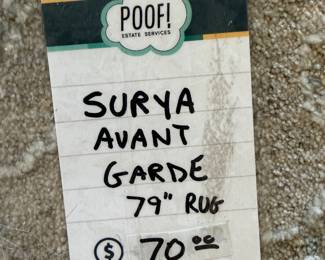 POOF!
ESTATE SERVICES
SURYA
AVANT
GARDE
79" RUG
$ 70.00